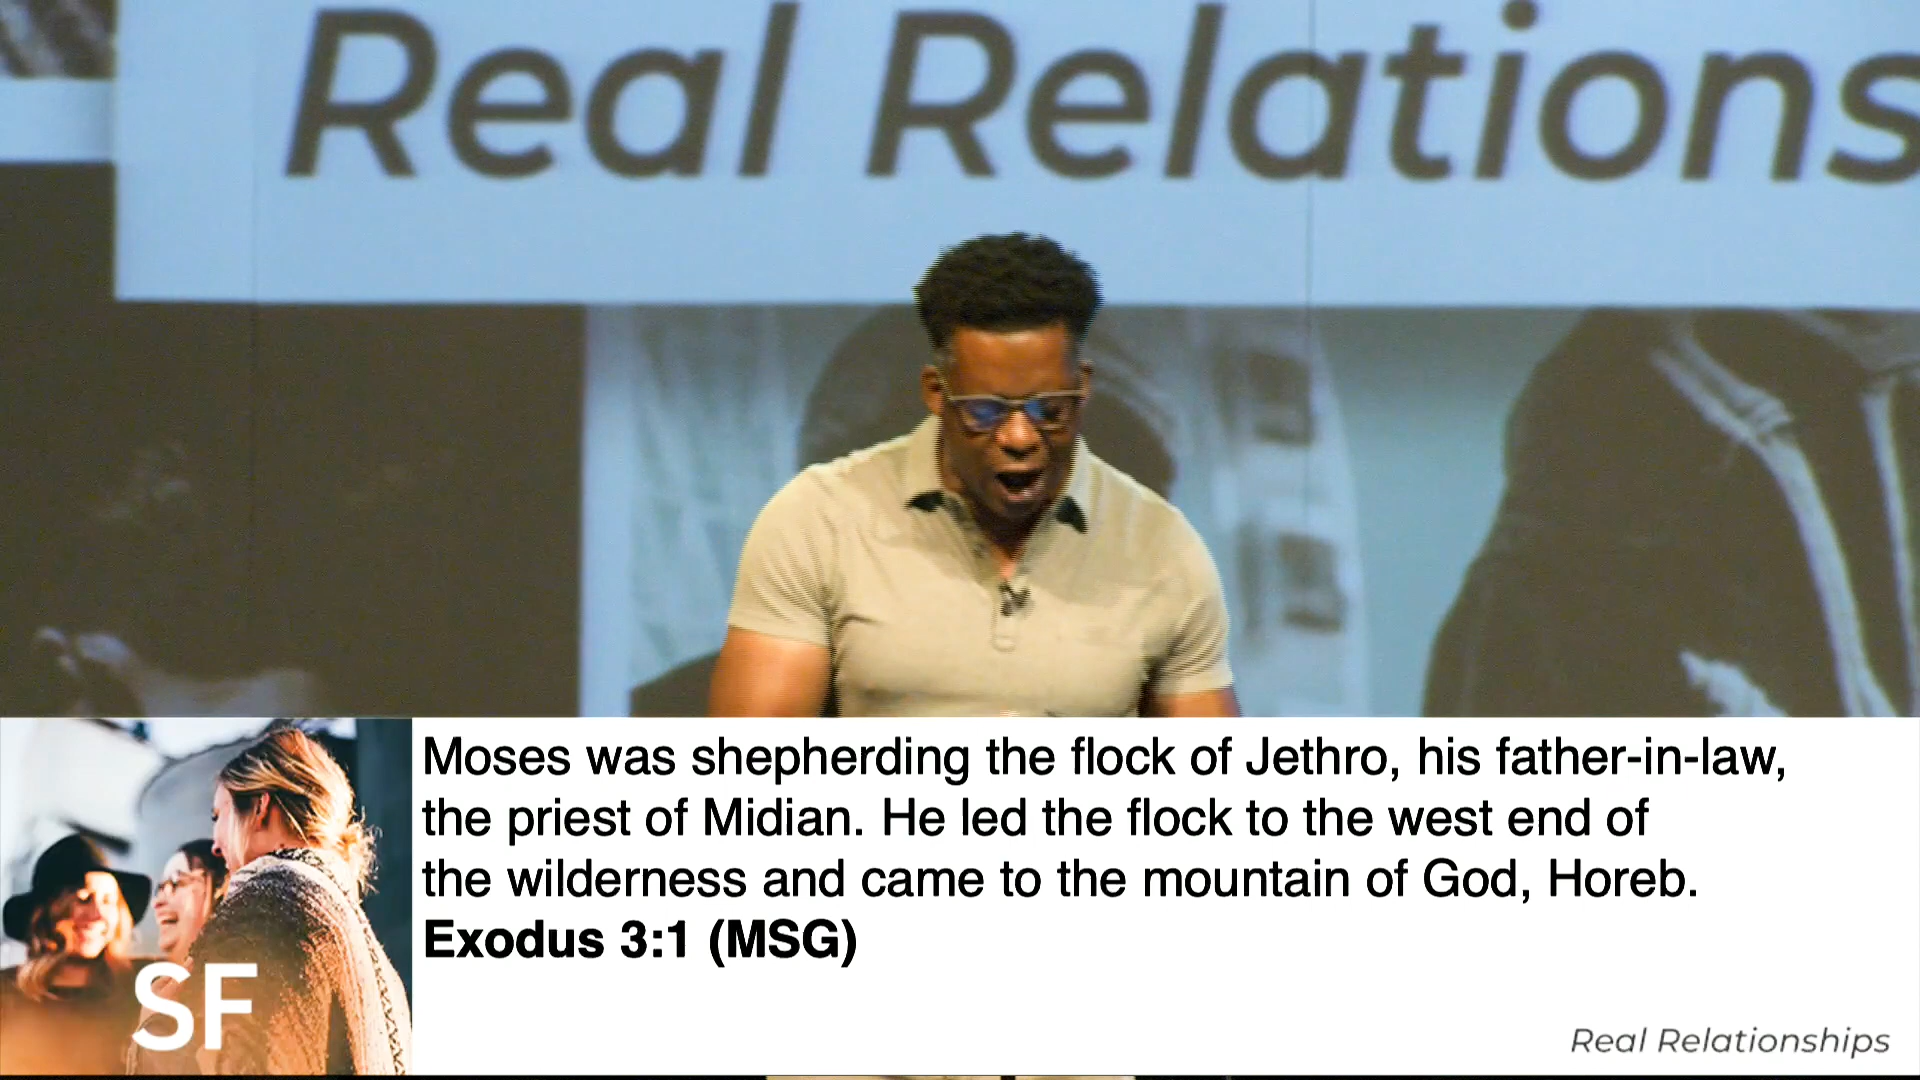 Real Relations
Moses was shepherding the flock of Jethro, his father-in-law,
the priest of Midian. He led the flock to the west end of
the wilderness and came to the mountain of God, Horeb.
Exodus 3:1 (MSG)
SF
Real Relationships